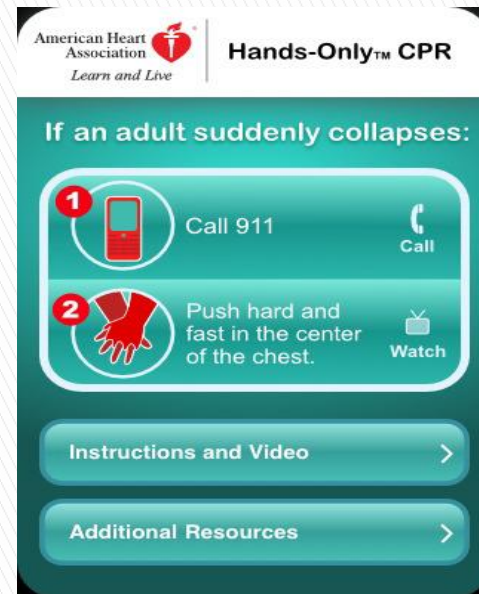 American Heart
Association
Learn and Live
Hands-Only™ CPR
If an adult suddenly collapses:
1
Call 911
Call
2
Push hard and
fast in the center
of the chest.
Watch
Instructions and Video
Additional Resources